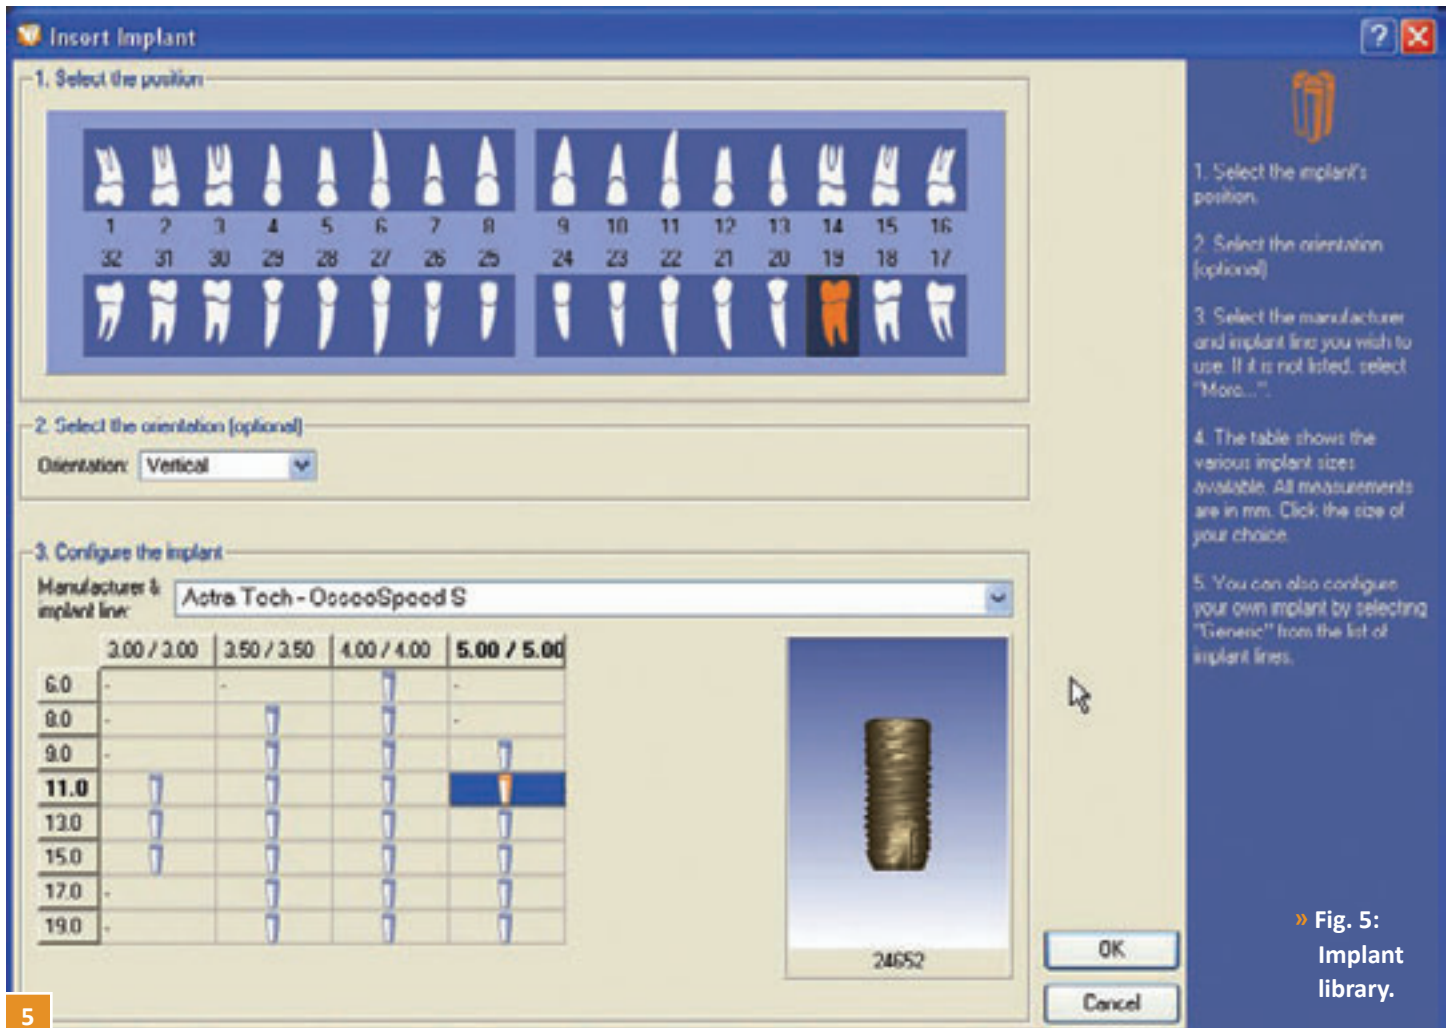 Insert Implant
1. Select the position
1 2 3 4 5 6 7 8 9 10 11 12 13 14 15 16
32 31 30 29 28 27 26 25 24 23 22 21 20 19 18 17
2. Select the orientation (optional)
Orientation: Vertical
3. Configure the implant
Manufacturer &
implant line:
Astra Tech - OsseoSpeed S
3.00 / 3.00 3.50 / 3.50 4.00 / 4.00 5.00 / 5.00
6.0 - - -
8.0 - -
9.0 -
11.0
13.0
15.0
17.0 -
19.0 -
24652
OK
Cancel
?
1. Select the implant's
position.
2. Select the orientation
(optional)
3. Select the manufacturer
and implant line you wish to
use. If it is not listed, select
"More...".
4. The table shows the
various implant sizes
available. All measurements
are in mm. Click the size of
your choice.
5. You can also configure
your own implant by selecting
"Generic" from the list of
implant lines.
» Fig. 5:
Implant
library.
5